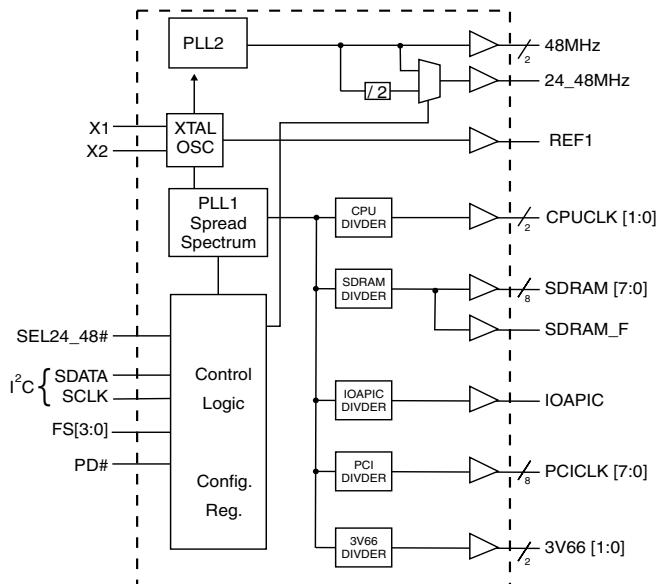 PLL2
48MHz
2
24_48MHz
/ 2
X1
X2
XTAL
OSC
REF1
PLL1
Spread
Spectrum
CPU
DIVDER
CPUCLK [1:0]
2
SDRAM
DIVDER
SDRAM [7:0]
8
SEL24_48#
SDRAM_F
I²C { SDATA
SCLK
Control
Logic
IOAPIC
DIVDER
IOAPIC
FS[3:0]
PD#
Config.
Reg.
PCI
DIVDER
PCICLK [7:0]
8
3V66
DIVDER
3V66 [1:0]
2